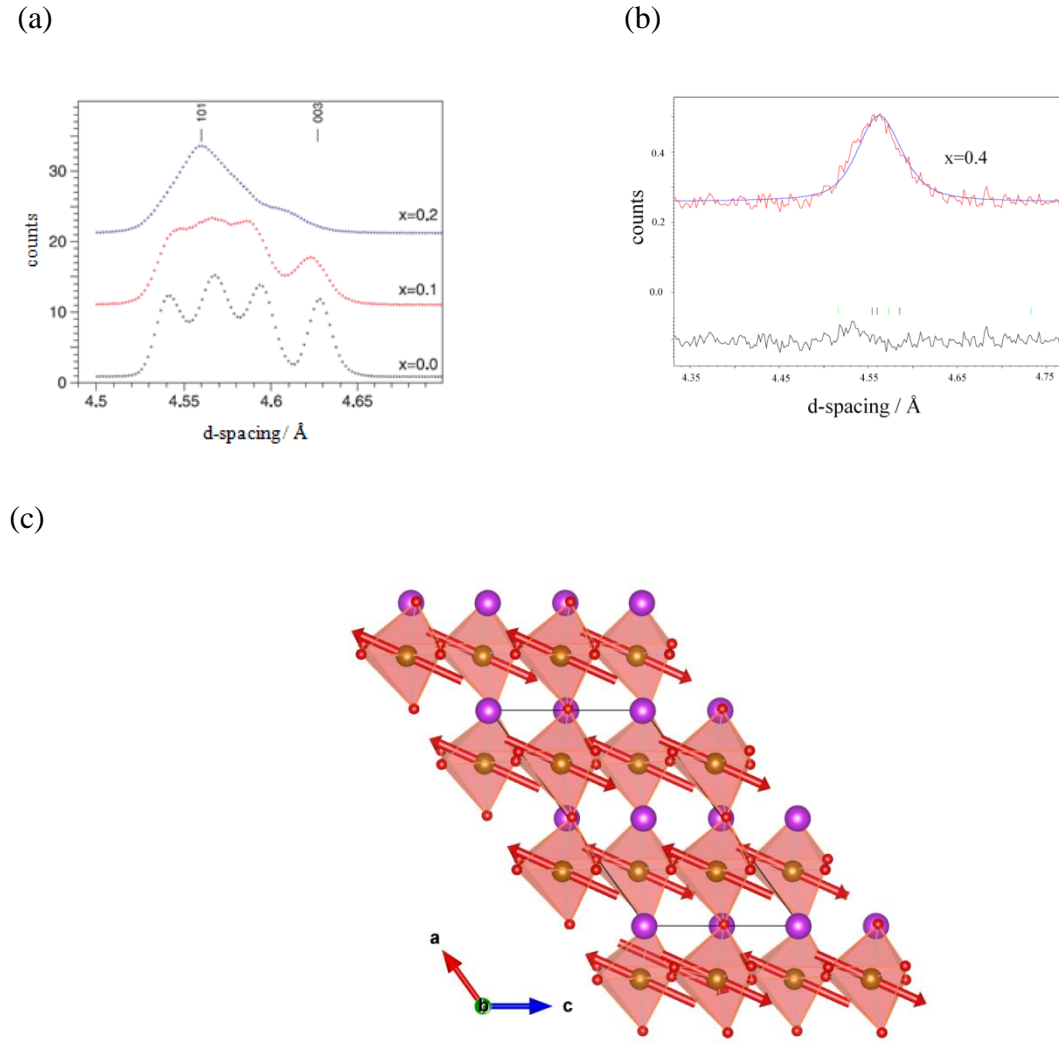 (a)
101
003
30
20
10
0
counts
x=0.2
x=0.1
x=0.0
4.5 4.55 4.6 4.65
d-spacing / Å
(b)
0.4
0.2
0.0
counts
x=0.4
4.35 4.45 4.55 4.65 4.75
d-spacing / Å
(c)
a
b
c